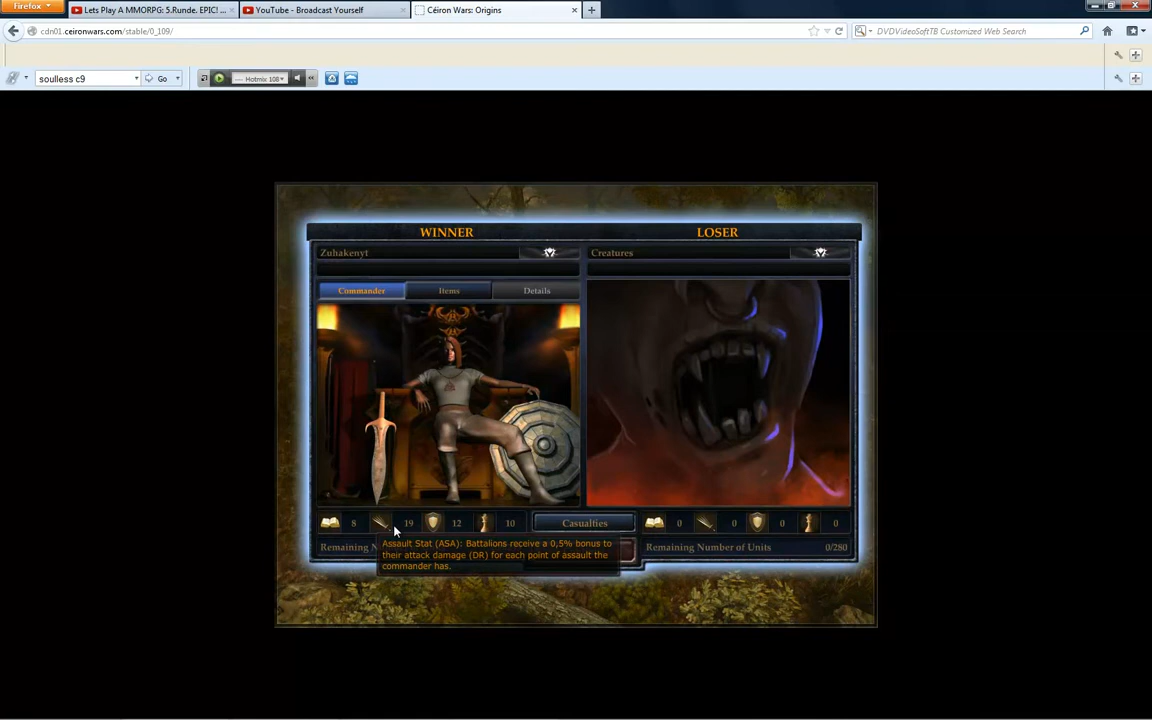 Firefox
Lets Play A MMORPG: 5.Runde. EPIC! ...
YouTube - Broadcast Yourself
Céiron Wars: Origins
cdn01.ceironwars.com/stable/0_109/
DVDVideoSoftTB Customized Web Search
soulless c9
Go
Hotmix 108
WINNER
LOSER
Zuhakenyt
Creatures
Commander
Items
Details
8
19
12
10
Casualties
0
0
0
0
Remaining N
Remaining Number of Units
0/280
Assault Stat (ASA): Battalions receive a 0,5% bonus to
their attack damage (DR) for each point of assault the
commander has.